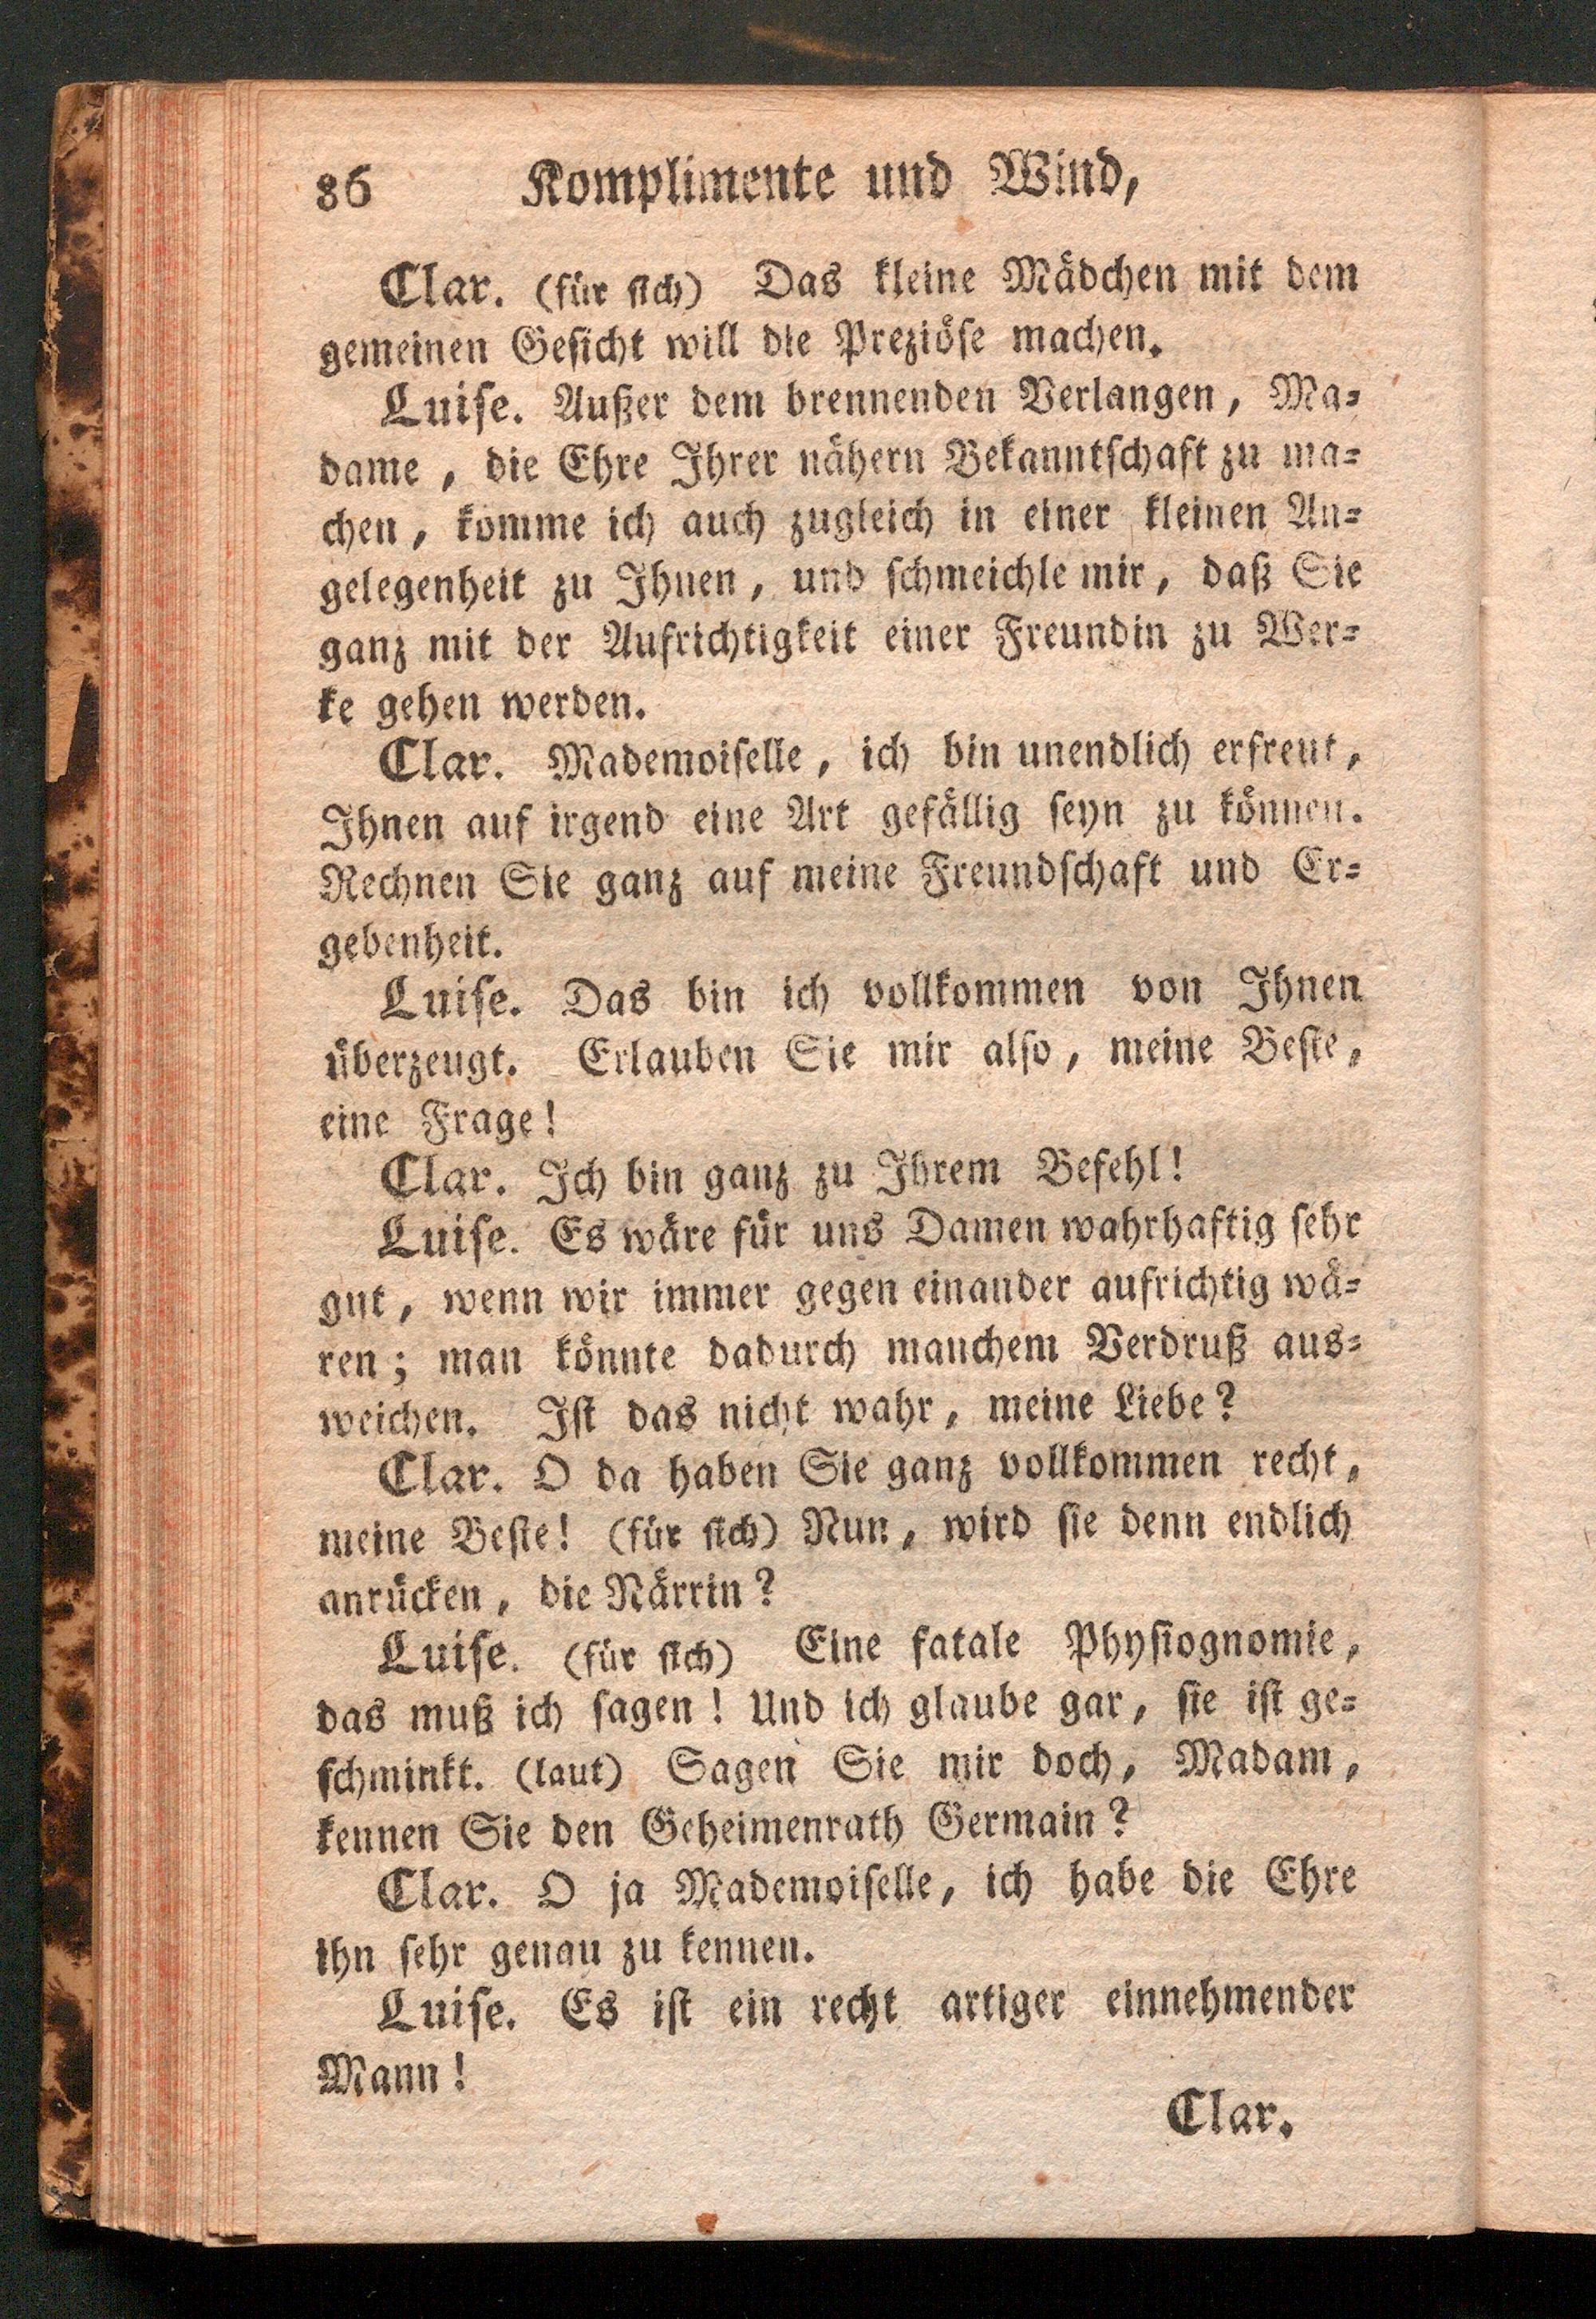 86 Komplimente und Wind,
Clar. (für ſich) Das kleine Mädchen mit dem
gemeinen Geſicht will die Preziöſe machen.
Luiſe. Außer dem brennenden Verlangen, Ma⸗
dame, die Ehre Ihrer nähern Bekanntſchaft zu ma⸗
chen, komme ich auch zugleich in einer kleinen An⸗
gelegenheit zu Ihnen, und ſchmeichle mir, daß Sie
ganz mit der Aufrichtigkeit einer Freundin zu Wer⸗
ke gehen werden.
Clar. Mademoiſelle, ich bin unendlich erfreut,
Ihnen auf irgend eine Art gefällig ſeyn zu können.
Rechnen Sie ganz auf meine Freundſchaft und Er⸗
gebenheit.
Luiſe. Das bin ich vollkommen von Ihnen
überzeugt. Erlauben Sie mir alſo, meine Beſte,
eine Frage!
Clar. Ich bin ganz zu Ihrem Befehl!
Luiſe. Es wäre für uns Damen wahrhaftig ſehr
gut, wenn wir immer gegen einander aufrichtig wä⸗
ren; man könnte dadurch manchem Verdruß aus⸗
weichen. Iſt das nicht wahr, meine Liebe?
Clar. O da haben Sie ganz vollkommen recht,
meine Beſte! (für ſich) Nun, wird ſie denn endlich
anrücken, die Närrin?
Luiſe. (für ſich) Eine fatale Phyſiognomie,
das muß ich ſagen! Und ich glaube gar, ſie iſt ge⸗
ſchminkt. (laut) Sagen Sie mir doch, Madam,
kennen Sie den Geheimenrath Germain?
Clar. O ja Mademoiſelle, ich habe die Ehre
ihn ſehr genau zu kennen.
Luiſe. Es iſt ein recht artiger einnehmender
Mann!
Clar.